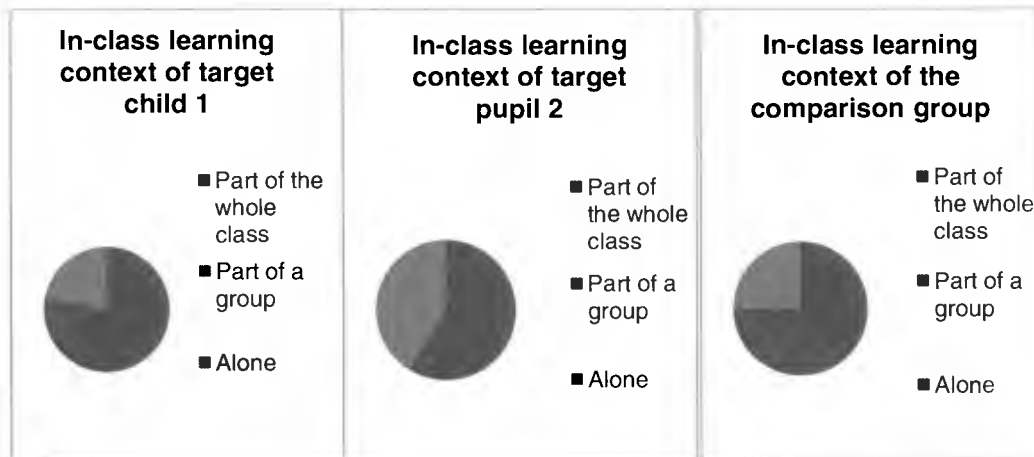 In-class learning
context of target
child 1
Part of the
whole
class
Part of a
group
Alone
In-class learning
context of target
pupil 2
Part of
the whole
class
Part of a
group
Alone
In-class learning
context of the
comparison group
Part of
the whole
class
Part of a
group
Alone